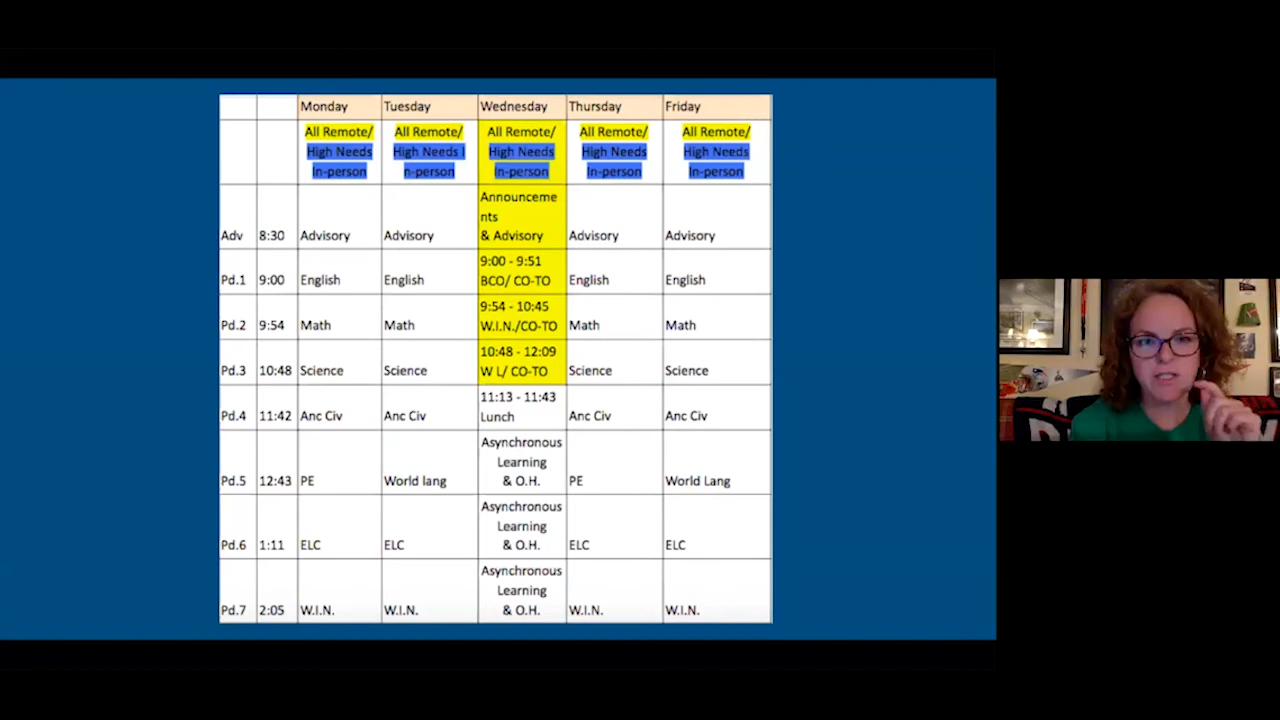 Monday Tuesday Wednesday Thursday Friday
All Remote/ All Remote/ All Remote/ All Remote/ All Remote/
High Needs High Needs I High Needs High Needs High Needs
In-person n-person In-person In-person In-person
Announceme
nts
Adv 8:30 Advisory Advisory & Advisory Advisory Advisory
9:00 - 9:51
Pd.1 9:00 English English BCO/ CO-TO English English
9:54 - 10:45
Pd.2 9:54 Math Math W.I.N./CO-TO Math Math
10:48 - 12:09
Pd.3 10:48 Science Science W L/ CO-TO Science Science
11:13 - 11:43
Pd.4 11:42 Anc Civ Anc Civ Lunch Anc Civ Anc Civ
Asynchronous
Learning
Pd.5 12:43 PE World lang & O.H. PE World Lang
Asynchronous
Learning
Pd.6 1:11 ELC ELC & O.H. ELC ELC
Asynchronous
Learning
Pd.7 2:05 W.I.N. W.I.N. & O.H. W.I.N. W.I.N.